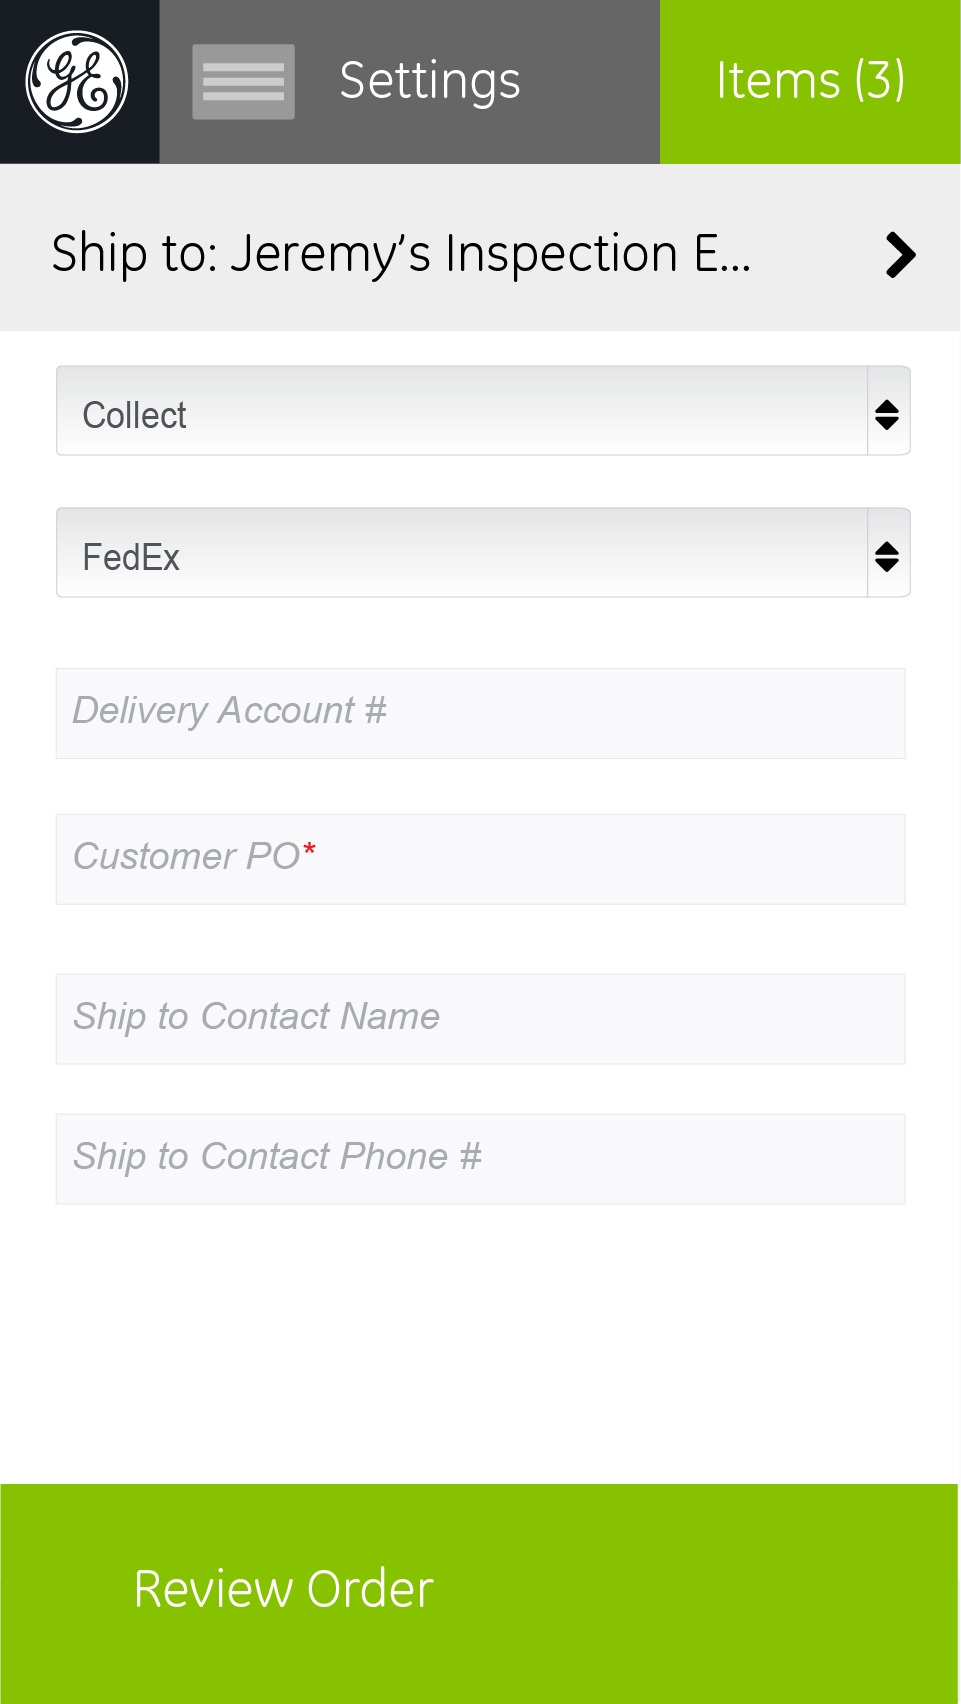 GE
Settings
Items (3)
Ship to: Jeremy's Inspection E...
Collect
FedEx
Delivery Account #
Customer PO*
Ship to Contact Name
Ship to Contact Phone #
Review Order